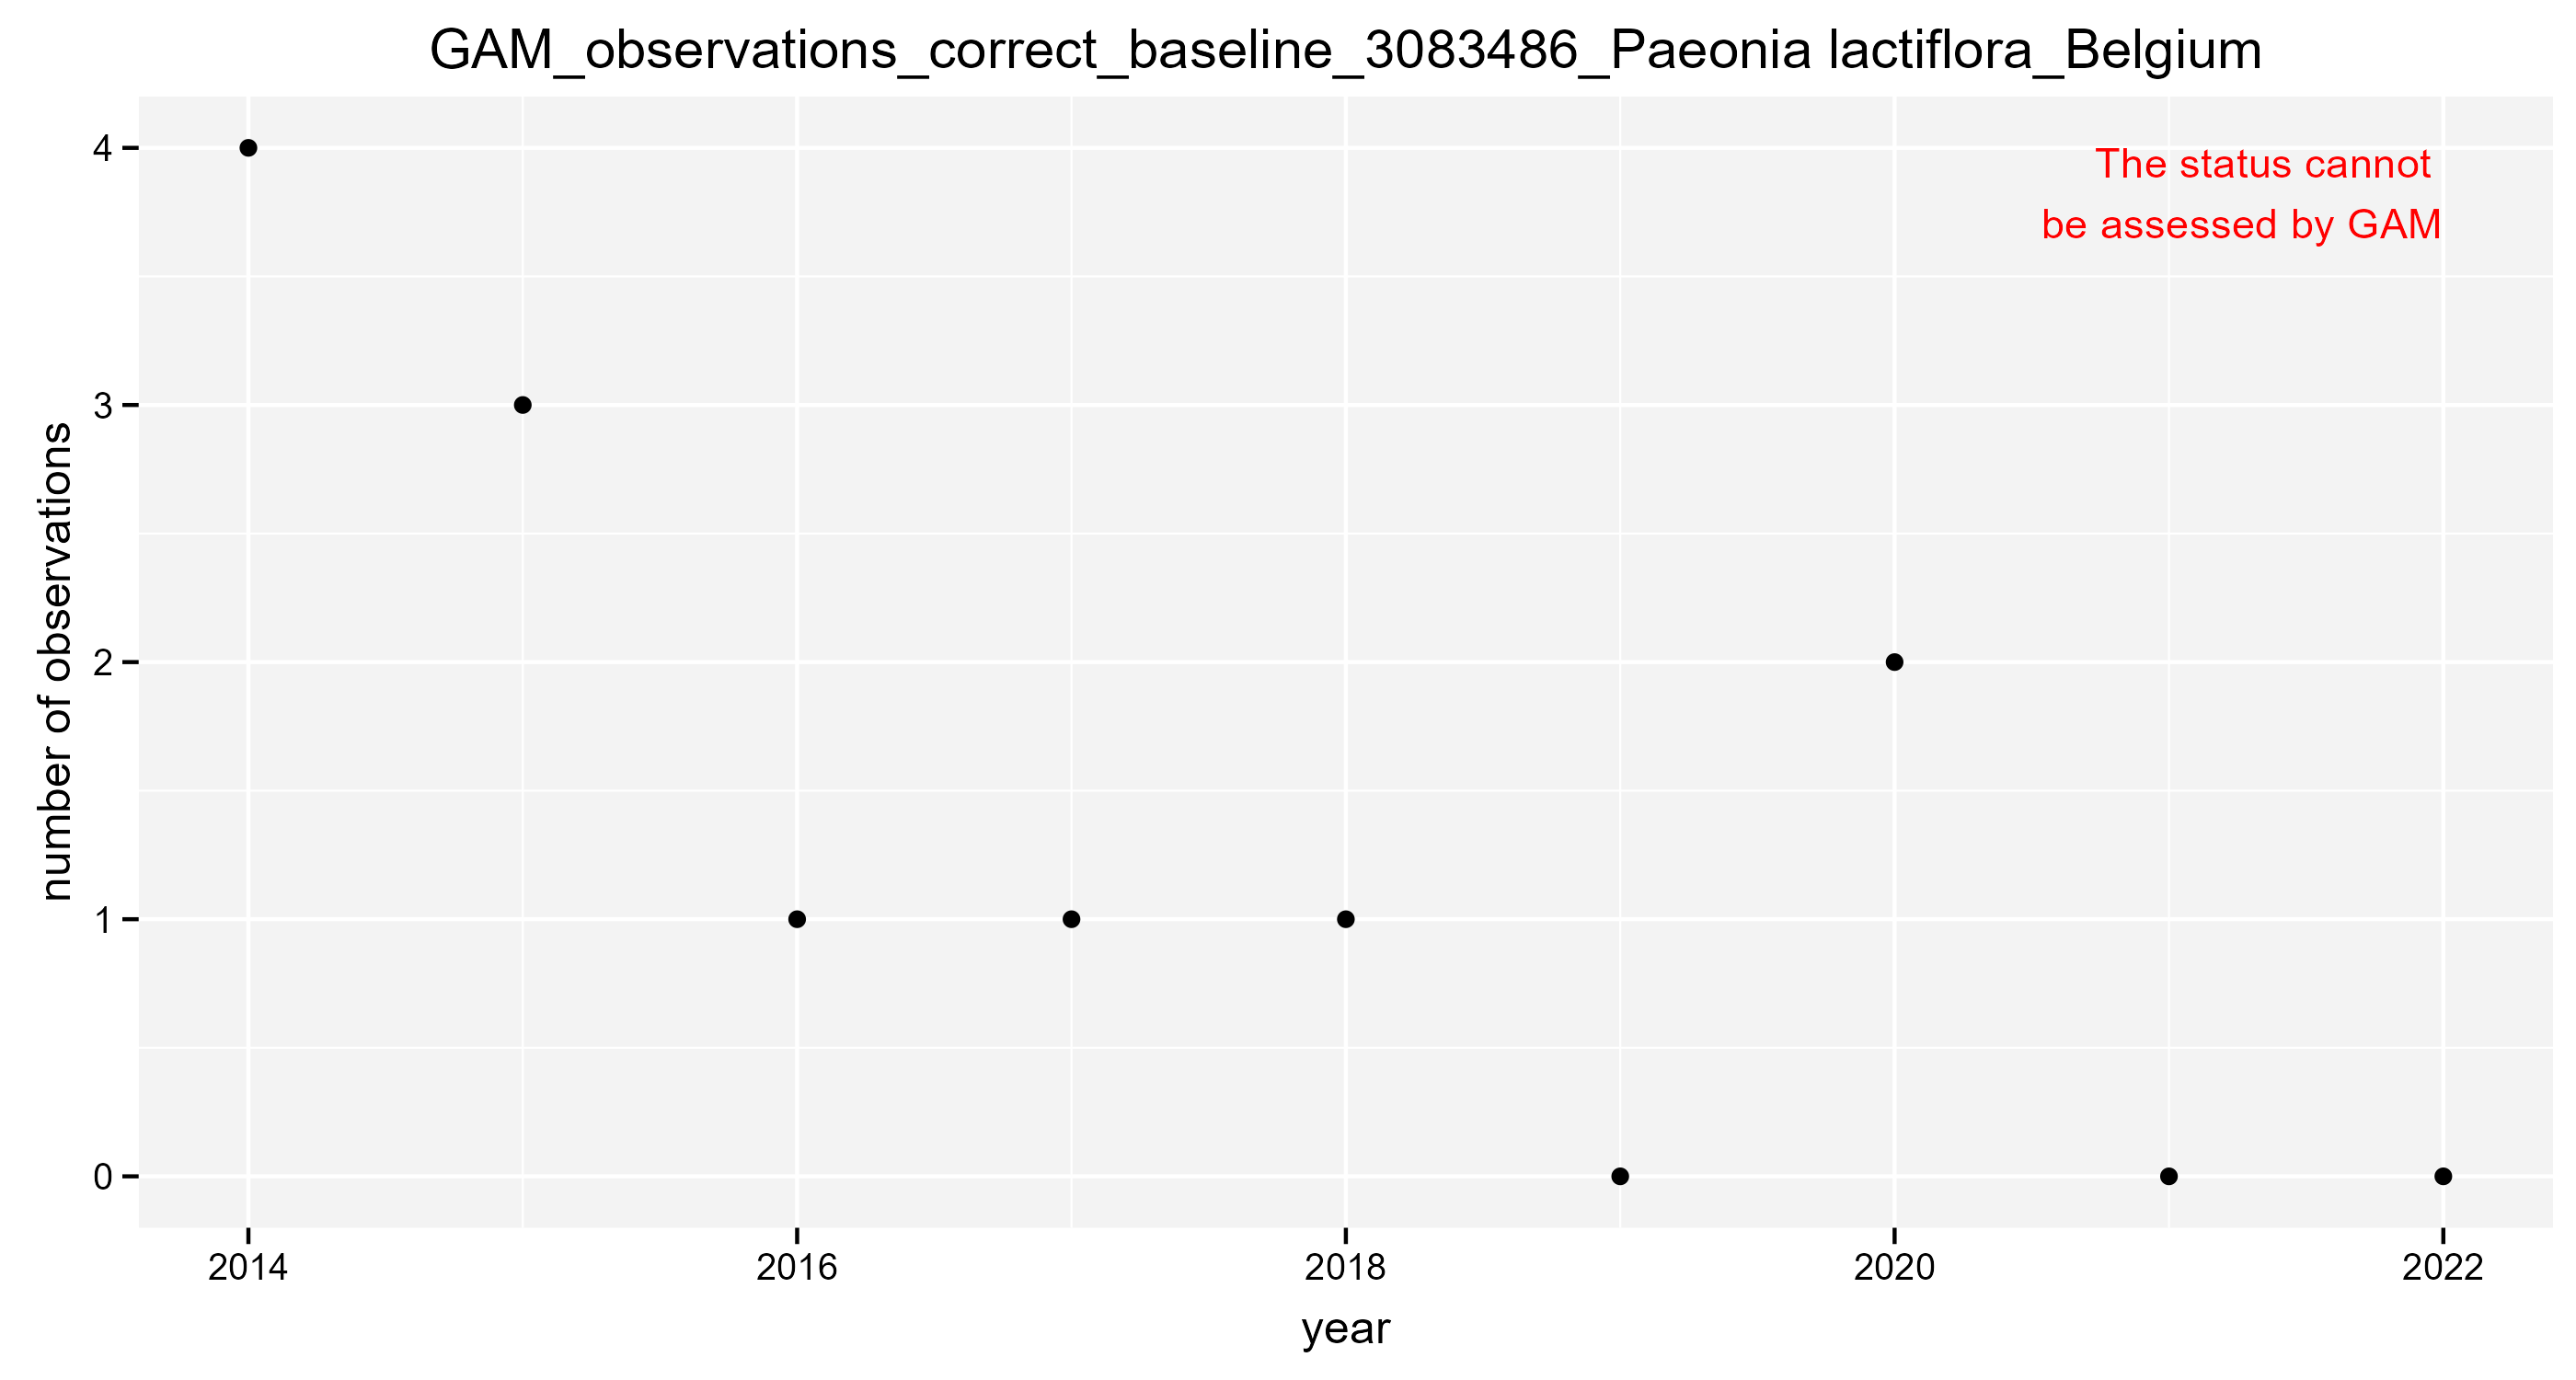 GAM_observations_correct_baseline_3083486_Paeonia lactiflora_Belgium
The status cannot
be assessed by GAM
number of observations
4
3
2
1
0
2014
2016
2018
2020
2022
year